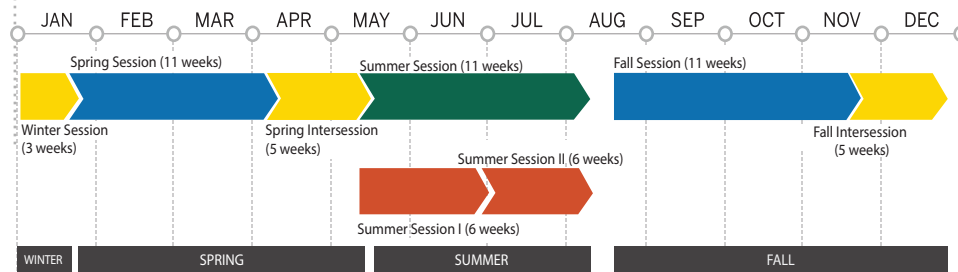 JAN FEB MAR APR MAY JUN JUL AUG SEP OCT NOV DEC
Spring Session (11 weeks)
Summer Session (11 weeks)
Fall Session (11 weeks)
Winter Session
(3 weeks)
Spring Intersession
(5 weeks)
Fall Intersession
(5 weeks)
Summer Session II (6 weeks)
Summer Session I (6 weeks)
WINTER SPRING SUMMER FALL